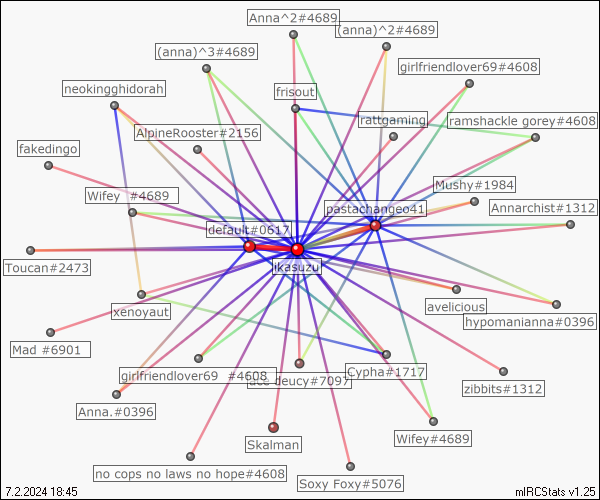 Anna^2#4689
(anna)^2#4689
(anna)^3#4689
girlfriendlover69#4608
neokingghidorah
frisout
AlpineRooster#2156
rattgaming
ramshackle gorey#4608
fakedingo
Wifey #4689
Mushy#1984
pastachangeo41
Annarchist#1312
default#0617
Toucan#2473
ikasuzu
xenoyaut
avelicious
hypomanianna#0396
Mad #6901
girlfriendlover69 #4608
deucy#7097
Cypha#1717
zibbits#1312
Anna.#0396
Skalman
Wifey#4689
no cops no laws no hope#4608
Soxy Foxy#5076
7.2.2024 18:45
mIRCStats v1.25